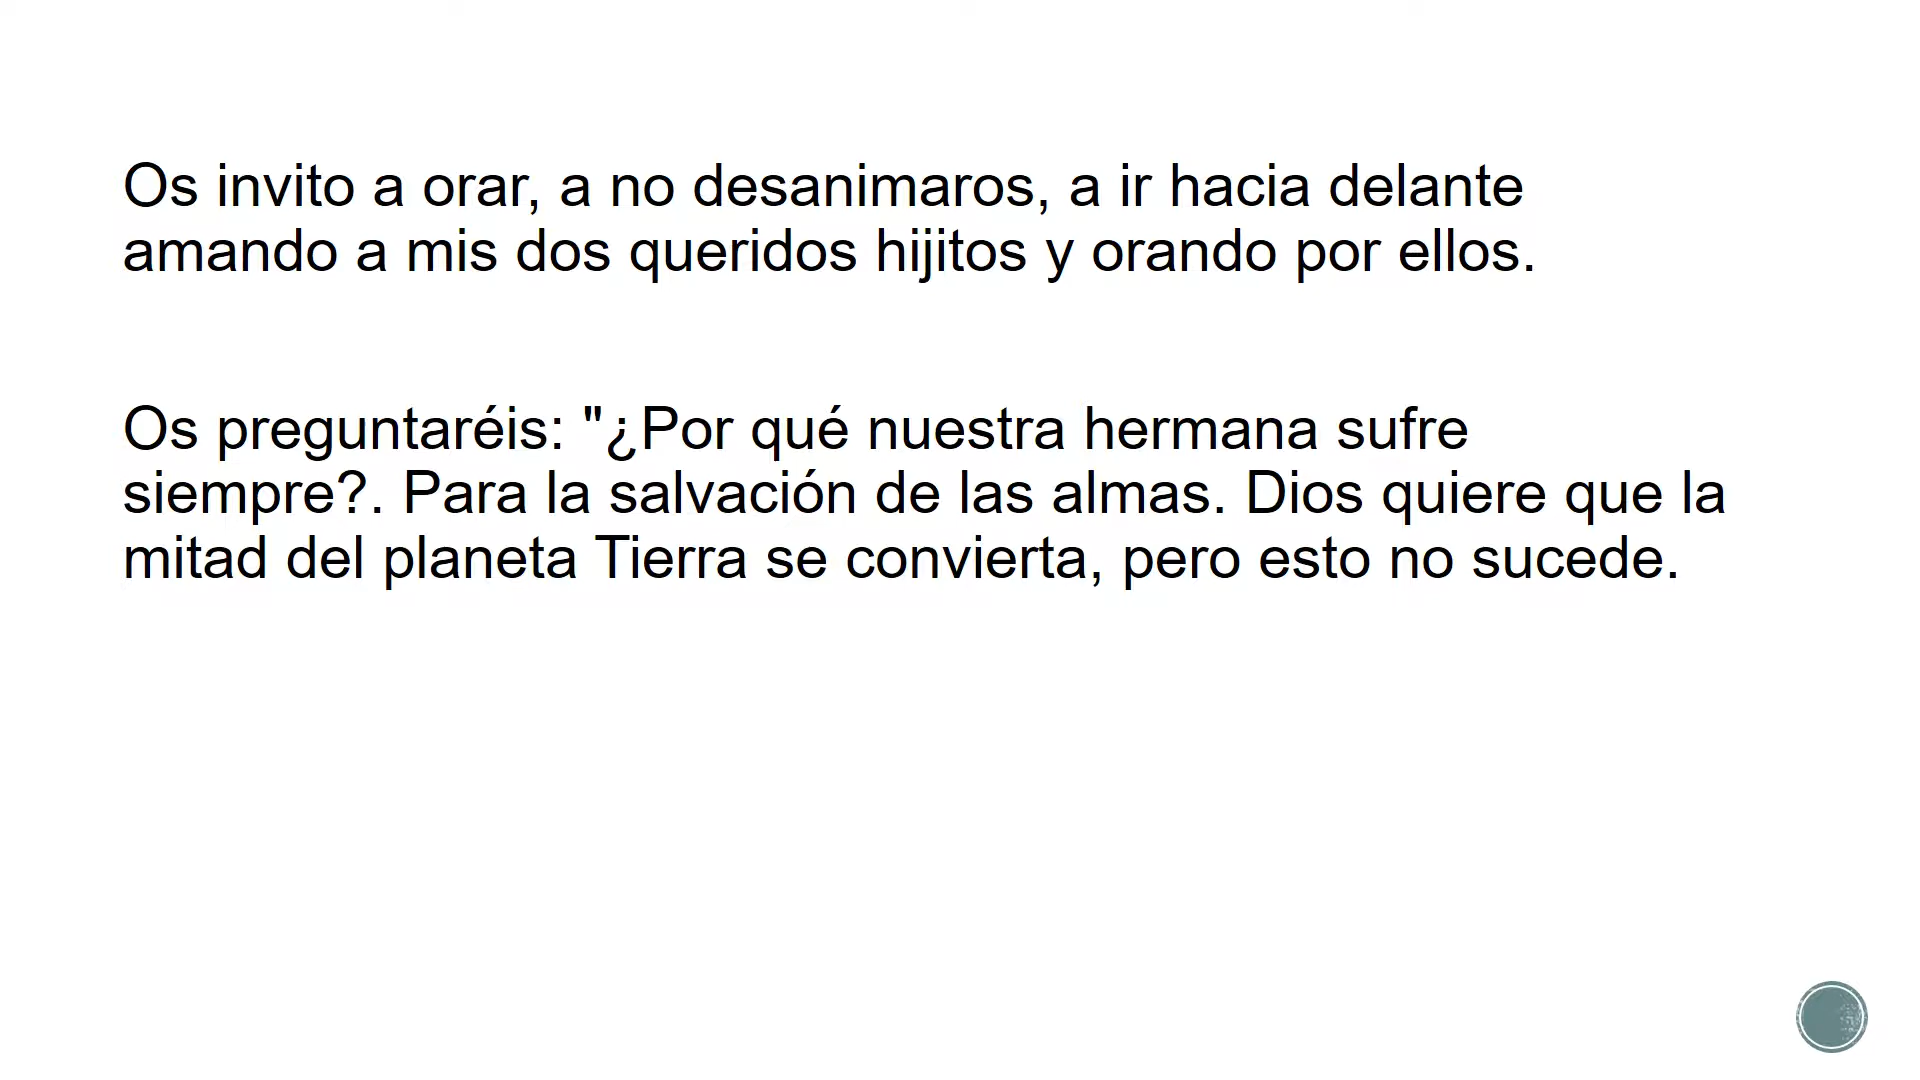 Os invito a orar, a no desanimaros, a ir hacia delante
amando a mis dos queridos hijitos y orando por ellos.
Os preguntaréis: "¿Por qué nuestra hermana sufre
siempre?. Para la salvación de las almas. Dios quiere que la
mitad del planeta Tierra se convierta, pero esto no sucede.